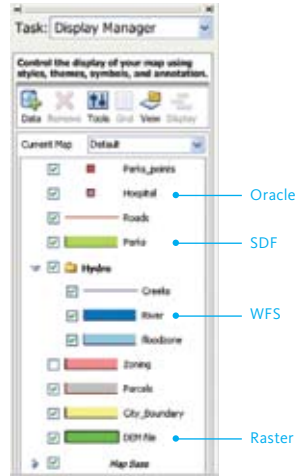 Task: Display Manager
Control the display of your map using
styles, themes, symbols, and annotation.
Data Remove Tools Grid View Display
Current Map Default
Parks_points
Hospital
Oracle
Roads
Parks
SDF
Hydro
Creeks
River
WFS
floodzone
Zoning
Parcels
City_Boundary
DEM file
Raster
Map Base